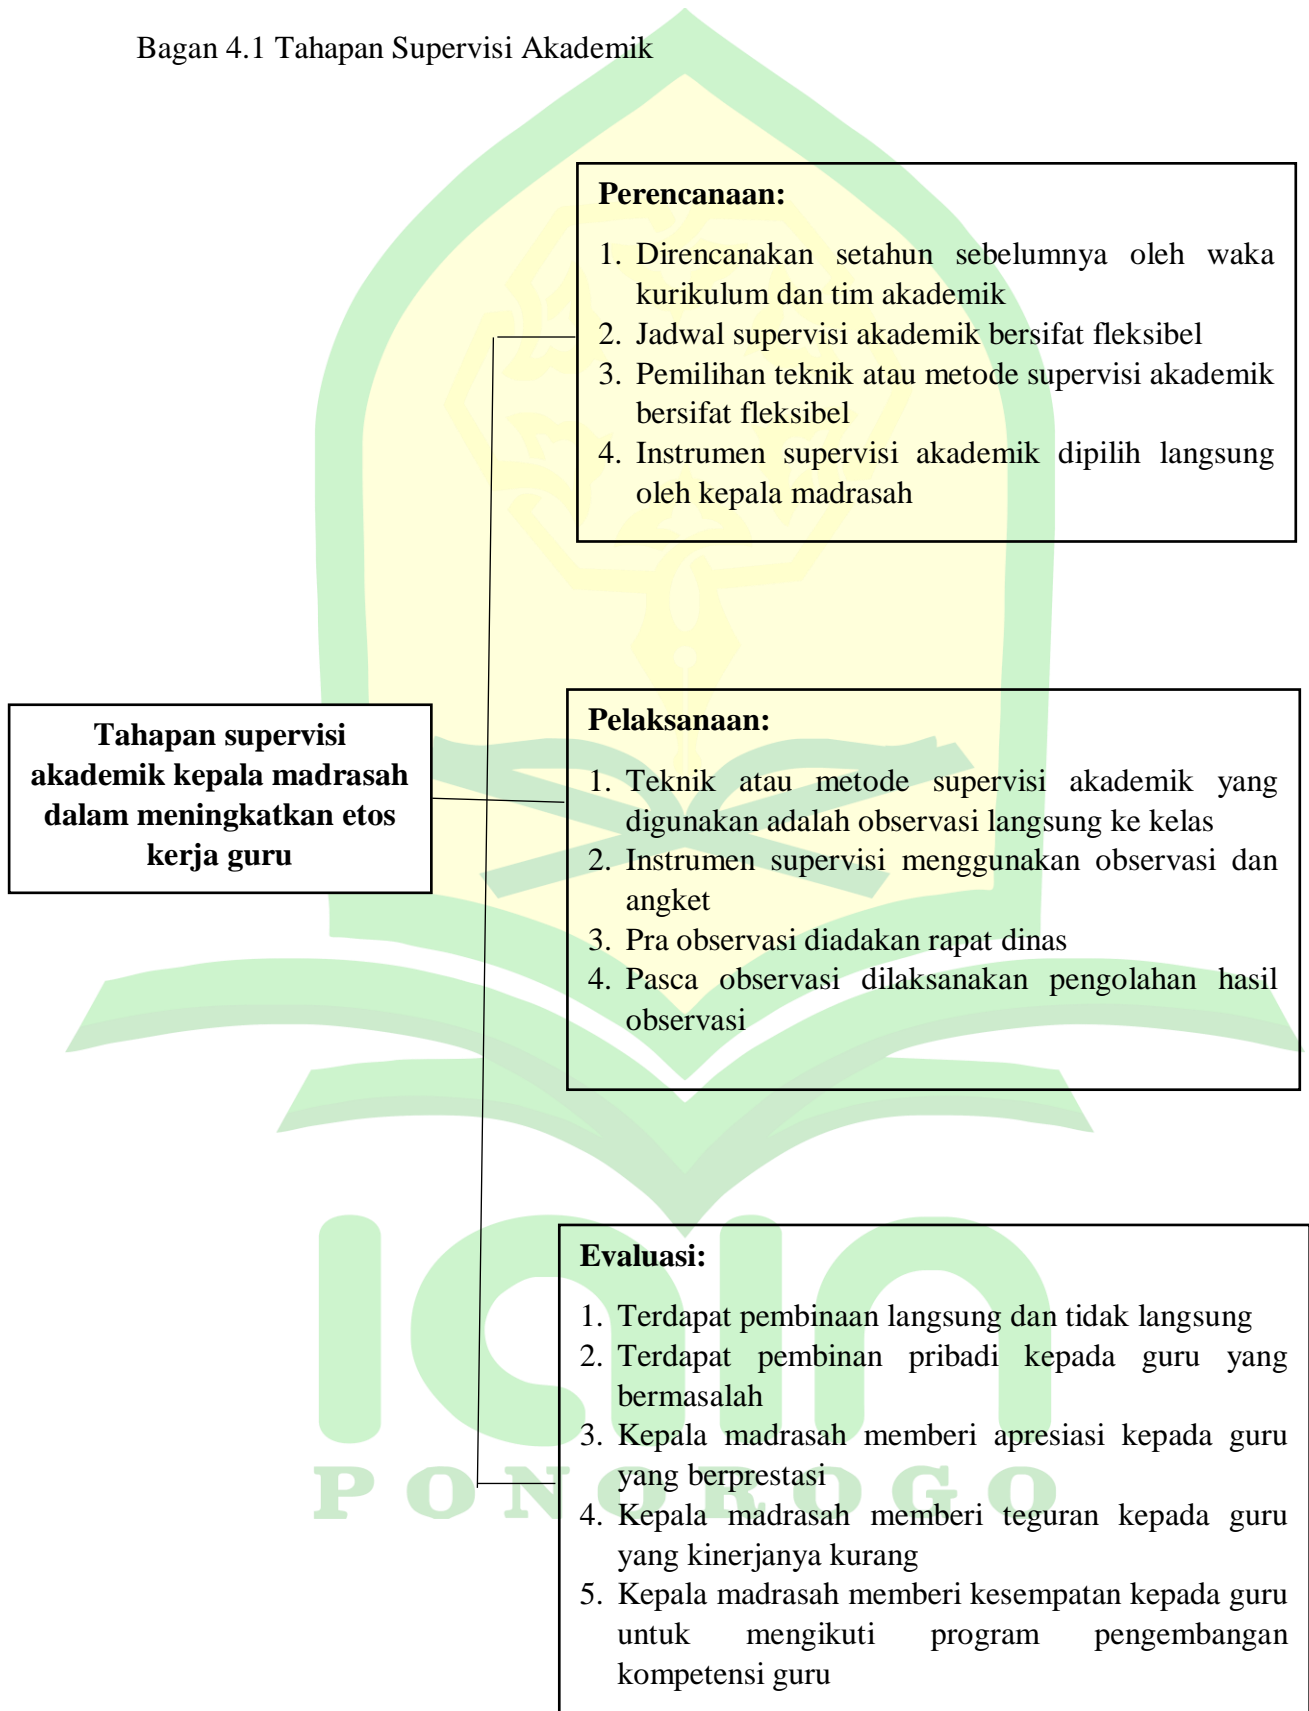 Bagan 4.1 Tahapan Supervisi Akademik
Perencanaan:
1. Direncanakan setahun sebelumnya oleh waka
kurikulum dan tim akademik
2. Jadwal supervisi akademik bersifat fleksibel
3. Pemilihan teknik atau metode supervisi akademik
bersifat fleksibel
4. Instrumen supervisi akademik dipilih langsung
oleh kepala madrasah
Tahapan supervisi
akademik kepala madrasah
dalam meningkatkan etos
kerja guru
Pelaksanaan:
1. Teknik atau metode supervisi akademik yang
digunakan adalah observasi langsung ke kelas
2. Instrumen supervisi menggunakan observasi dan
angket
3. Pra observasi diadakan rapat dinas
4. Pasca observasi dilaksanakan pengolahan hasil
observasi
Evaluasi:
1. Terdapat pembinaan langsung dan tidak langsung
2. Terdapat pembinan pribadi kepada guru yang
bermasalah
3. Kepala madrasah memberi apresiasi kepada guru
yang berprestasi
4. Kepala madrasah memberi teguran kepada guru
yang kinerjanya kurang
5. Kepala madrasah memberi kesempatan kepada guru
untuk mengikuti program pengembangan
kompetensi guru
iain
PONOROGO